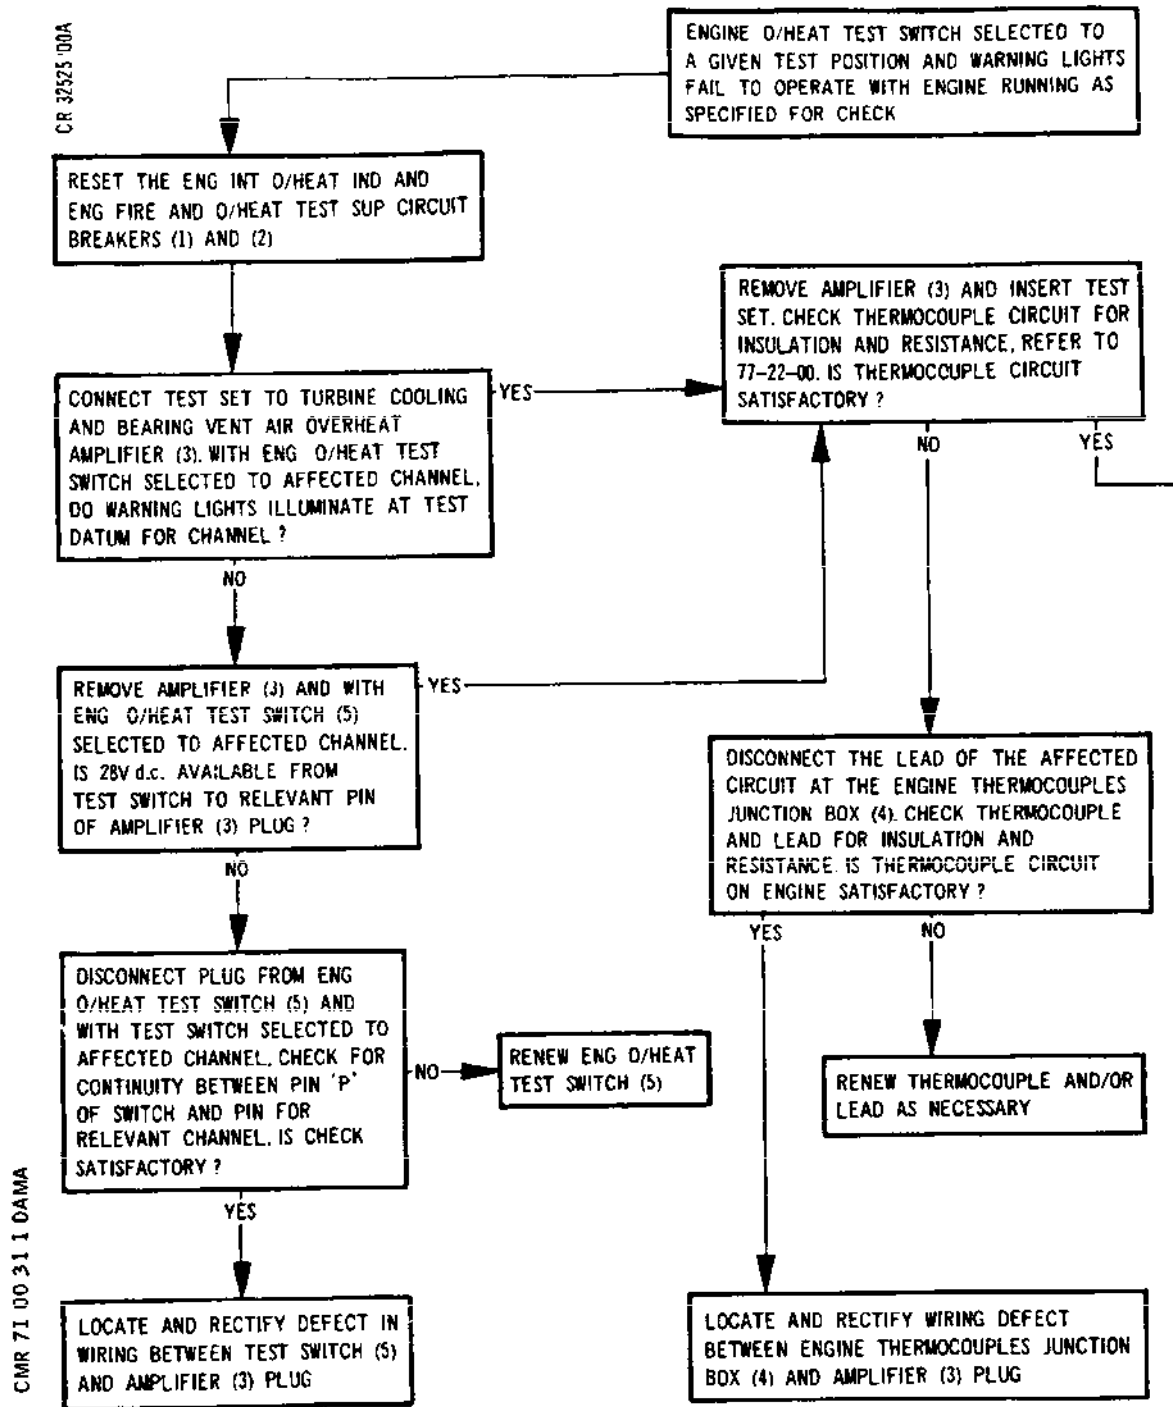 CR 32525 00A
ENGINE O/HEAT TEST SWITCH SELECTED TO
A GIVEN TEST POSITION AND WARNING LIGHTS
FAIL TO OPERATE WITH ENGINE RUNNING AS
SPECIFIED FOR CHECK
RESET THE ENG INT O/HEAT IND AND
ENG FIRE AND O/HEAT TEST SUP CIRCUIT
BREAKERS (1) AND (2)
CONNECT TEST SET TO TURBINE COOLING
AND BEARING VENT AIR OVERHEAT
AMPLIFIER (3). WITH ENG O/HEAT TEST
SWITCH SELECTED TO AFFECTED CHANNEL,
DO WARNING LIGHTS ILLUMINATE AT TEST
DATUM FOR CHANNEL ?
YES
NO
REMOVE AMPLIFIER (3) AND INSERT TEST
SET. CHECK THERMOCOUPLE CIRCUIT FOR
INSULATION AND RESISTANCE, REFER TO
77-22-00. IS THERMOCCUPLE CIRCUIT
SATISFACTORY ?
NO
YES
REMOVE AMPLIFIER (3) AND WITH
ENG O/HEAT TEST SWITCH (5)
SELECTED TO AFFECTED CHANNEL.
IS 28V d.c. AVAILABLE FROM
TEST SWITCH TO RELEVANT PIN
OF AMPLIFIER (3) PLUG ?
YES
NO
DISCONNECT THE LEAD OF THE AFFECTED
CIRCUIT AT THE ENGINE THERMOCOUPLES
JUNCTION BOX (4). CHECK THERMOCOUPLE
AND LEAD FOR INSULATION AND
RESISTANCE. IS THERMOCOUPLE CIRCUIT
ON ENGINE SATISFACTORY ?
YES
NO
DISCONNECT PLUG FROM ENG
O/HEAT TEST SWITCH (5) AND
WITH TEST SWITCH SELECTED TO
AFFECTED CHANNEL, CHECK FOR
CONTINUITY BETWEEN PIN 'P'
OF SWITCH AND PIN FOR
RELEVANT CHANNEL. IS CHECK
SATISFACTORY ?
NO
YES
RENEW ENG O/HEAT
TEST SWITCH (5)
RENEW THERMOCOUPLE AND/OR
LEAD AS NECESSARY
LOCATE AND RECTIFY DEFECT IN
WIRING BETWEEN TEST SWITCH (5)
AND AMPLIFIER (3) PLUG
LOCATE AND RECTIFY WIRING DEFECT
BETWEEN ENGINE THERMOCOUPLES JUNCTION
BOX (4) AND AMPLIFIER (3) PLUG
CMR 71 00 31 1 DAMA